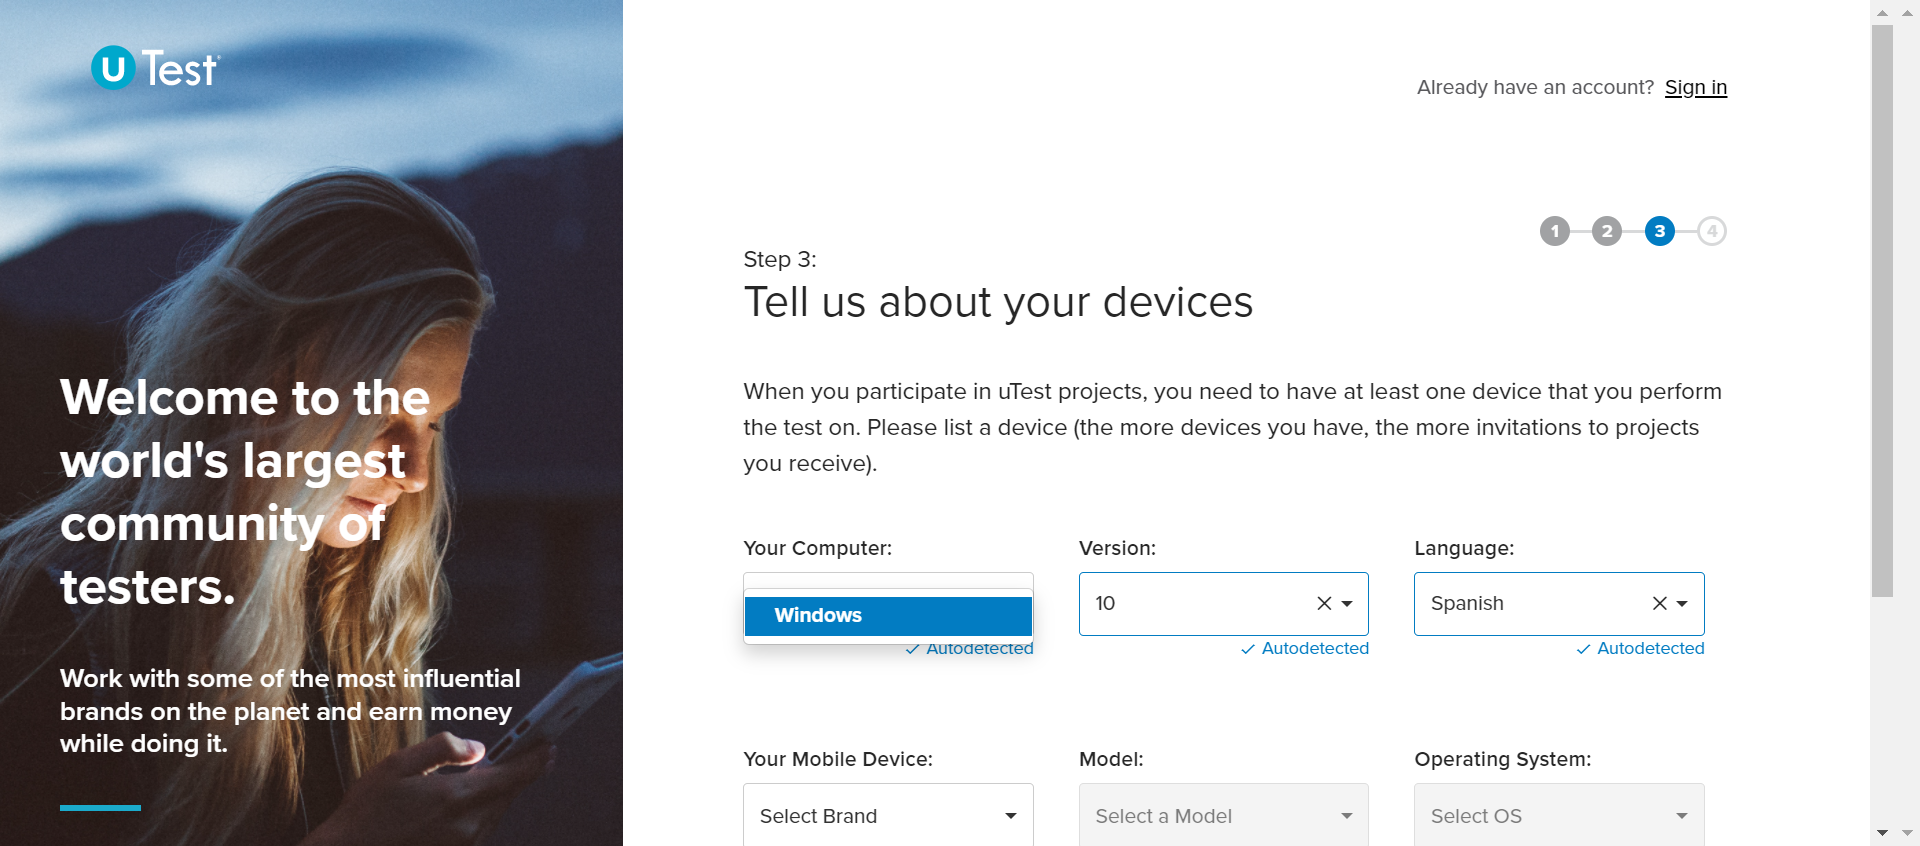 uTest
Already have an account? Sign in
1 2 3 4
Step 3:
Tell us about your devices
Welcome to the
world's largest
community of
testers.
Work with some of the most influential
brands on the planet and earn money
while doing it.
When you participate in uTest projects, you need to have at least one device that you perform
the test on. Please list a device (the more devices you have, the more invitations to projects
you receive).
Your Computer: Version: Language:
Windows 10 Spanish
Autodetected Autodetected Autodetected
Your Mobile Device: Model: Operating System:
Select Brand Select a Model Select OS